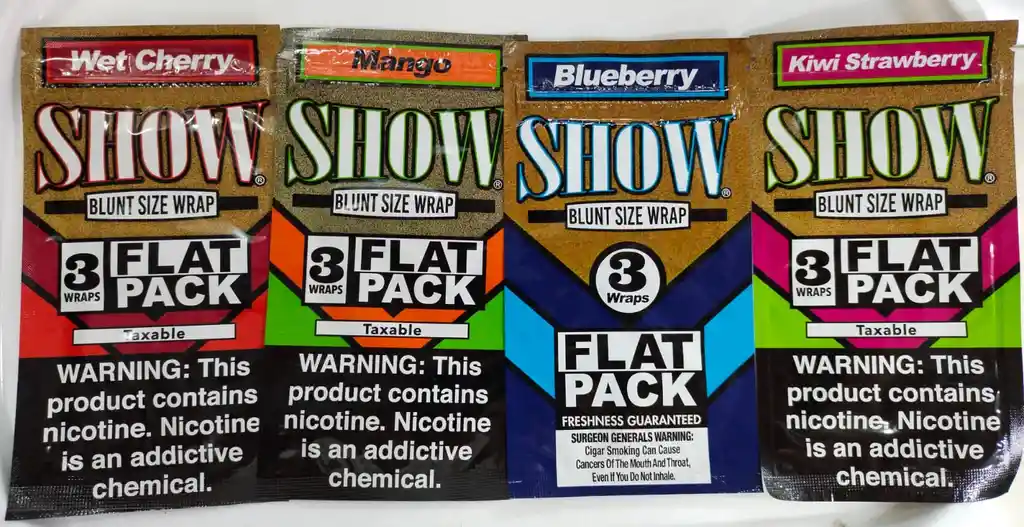 Wet Cherry
SHOW®
BLUNT SIZE WRAP
3
WRAPS
FLAT
PACK
Taxable
WARNING: This
product contains
nicotine. Nicotine
is an addictive
chemical.
Mango
SHOW®
BLUNT SIZE WRAP
3
WRAPS
FLAT
PACK
Taxable
WARNING: This
product contains
nicotine. Nicotine
is an addictive
chemical.
Blueberry
SHOW®
BLUNT SIZE WRAP
3
Wraps
FLAT
PACK
FRESHNESS GUARANTEED
SURGEON GENERALS WARNING:
Cigar Smoking Can Cause
Cancers Of The Mouth And Throat,
Even If You Do Not Inhale.
Kiwi Strawberry
SHOW®
BLUNT SIZE WRAP
3
WRAPS
FLAT
PACK
Taxable
WARNING: This
product contains
nicotine. Nicotine
is an addictive
chemical.